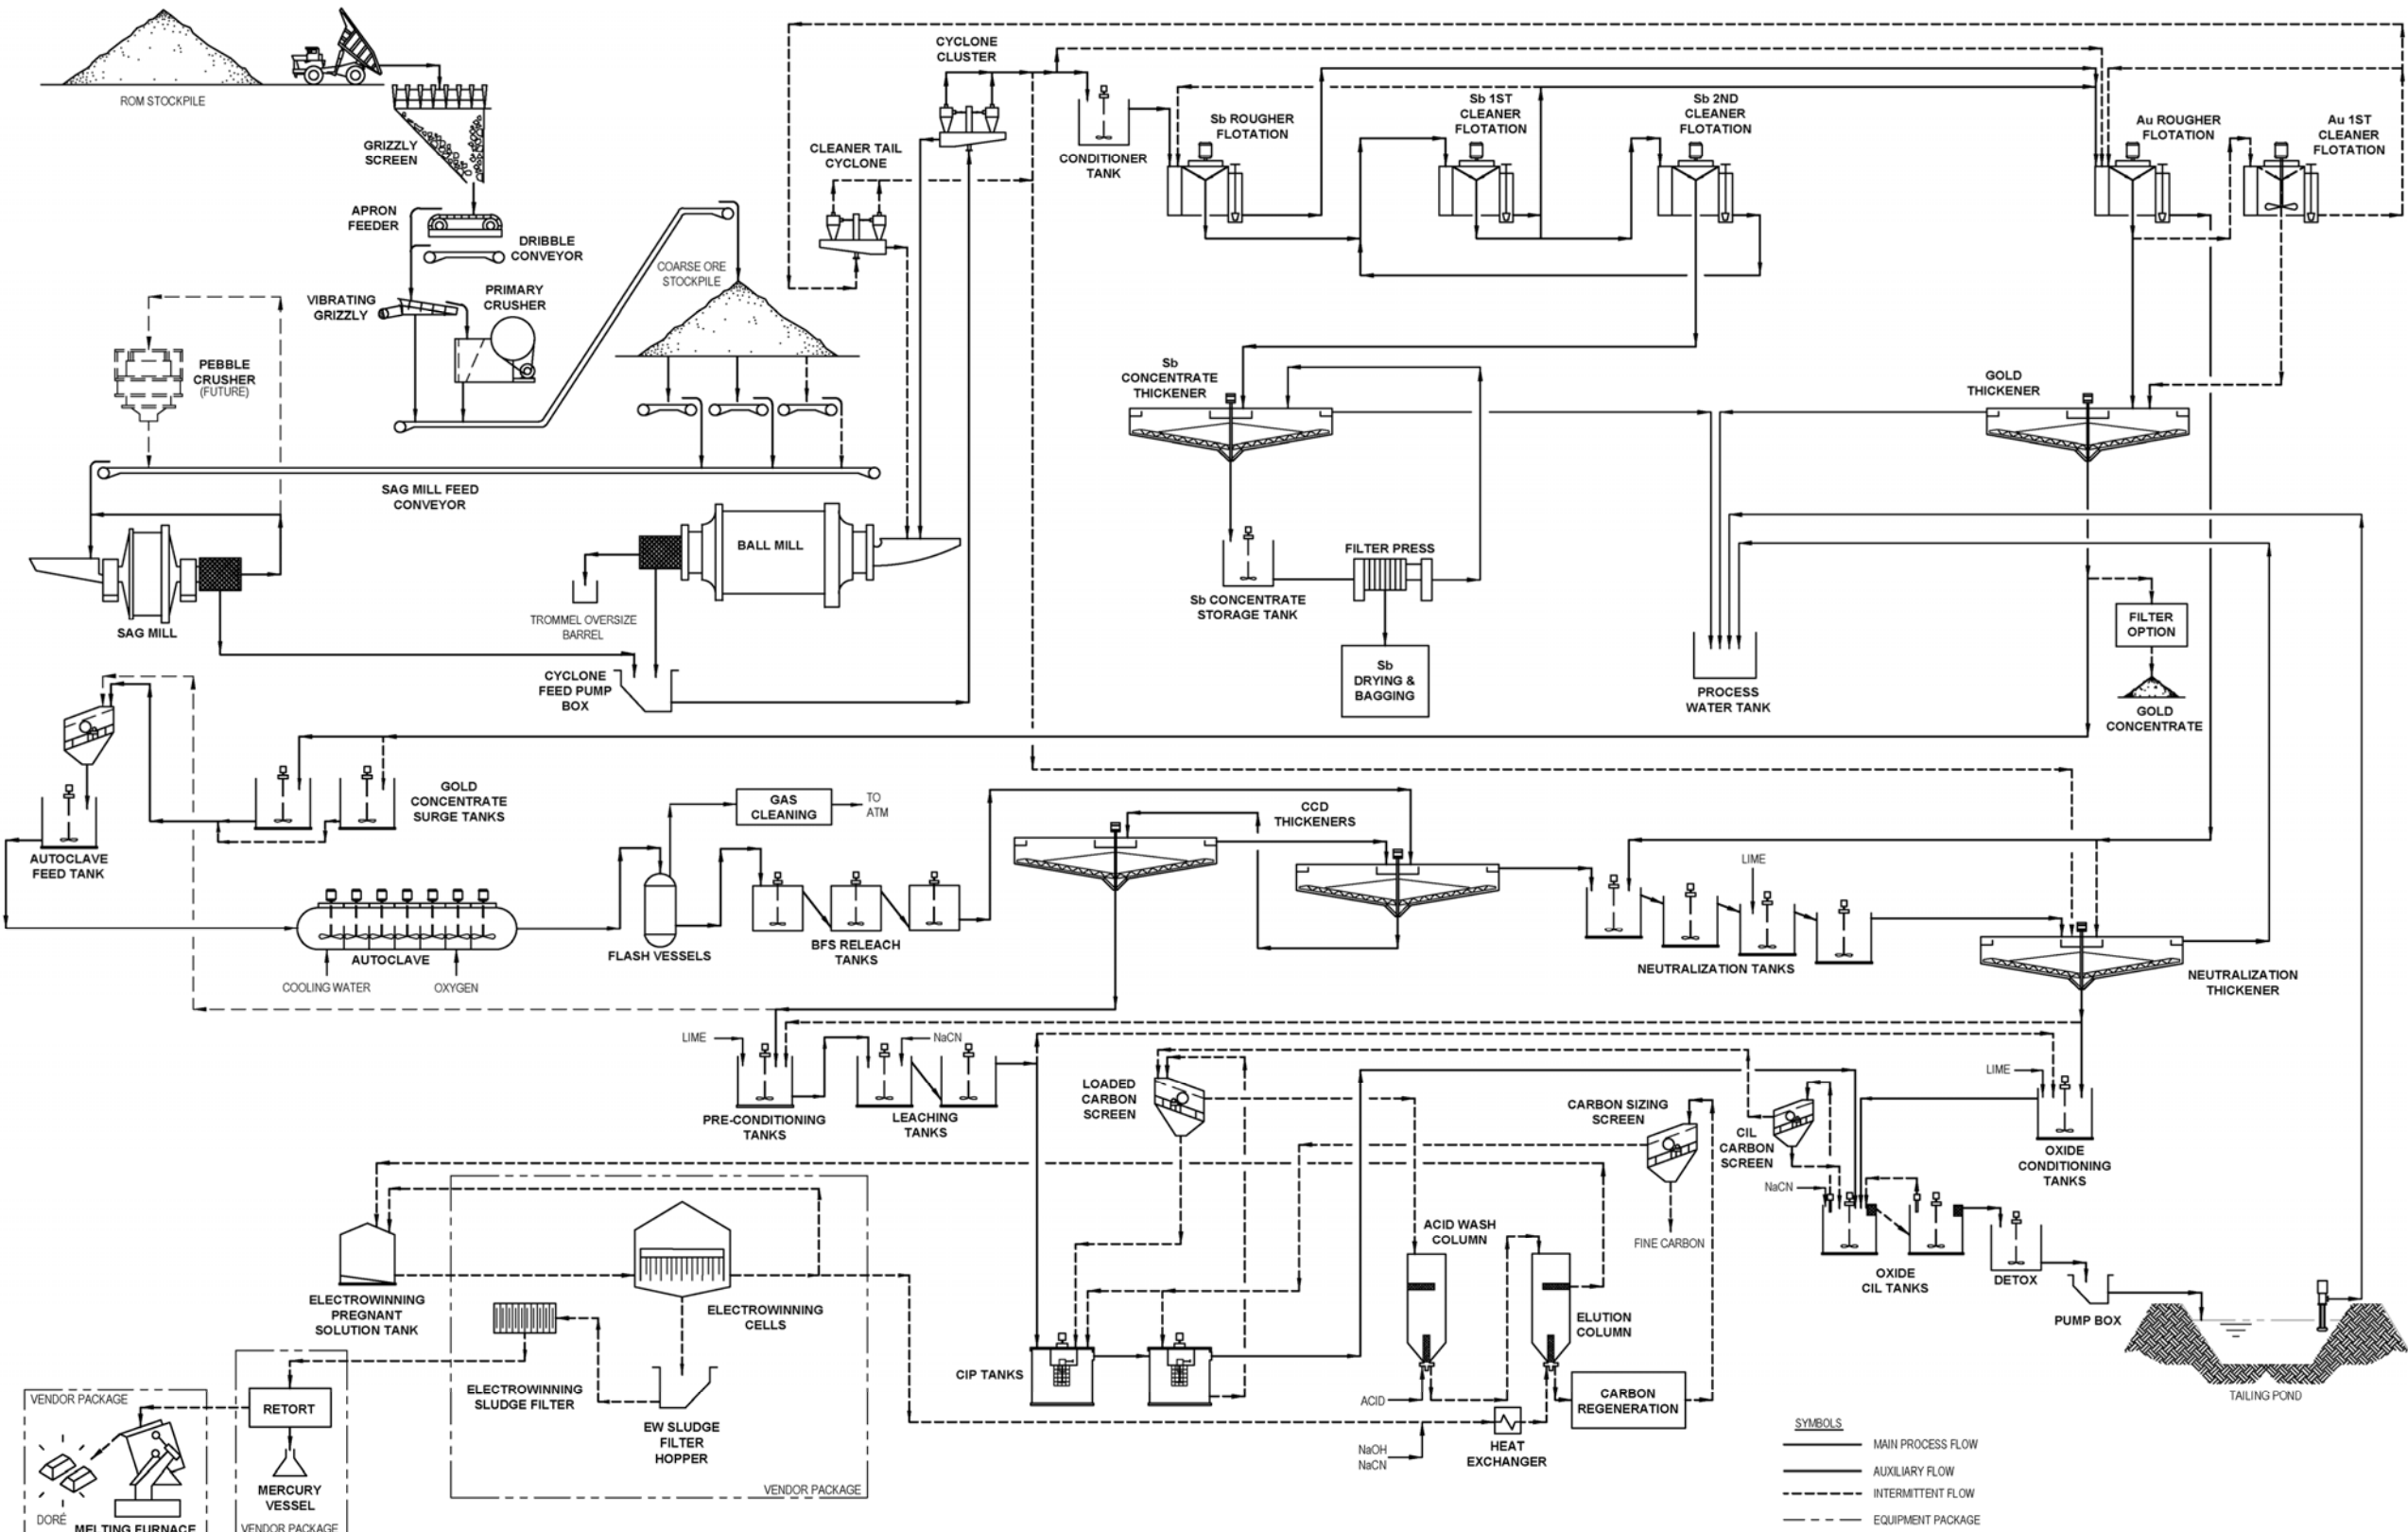 ROM STOCKPILE
GRIZZLY
SCREEN
APRON
FEEDER
DRIBBLE
CONVEYOR
VIBRATING
GRIZZLY
PRIMARY
CRUSHER
PEBBLE
CRUSHER
(FUTURE)
COARSE ORE
STOCKPILE
SAG MILL FEED
CONVEYOR
SAG MILL
BALL MILL
TROMMEL OVERSIZE
BARREL
CYCLONE
FEED PUMP
BOX
CYCLONE
CLUSTER
CLEANER TAIL
CYCLONE
CONDITIONER
TANK
Sb ROUGHER
FLOTATION
Sb 1ST
CLEANER
FLOTATION
Sb 2ND
CLEANER
FLOTATION
Au ROUGHER
FLOTATION
Au 1ST
CLEANER
FLOTATION
Sb
CONCENTRATE
THICKENER
GOLD
THICKENER
FILTER PRESS
Sb CONCENTRATE
STORAGE TANK
Sb
DRYING &
BAGGING
PROCESS
WATER TANK
FILTER
OPTION
GOLD
CONCENTRATE
AUTOCLAVE
FEED TANK
GOLD
CONCENTRATE
SURGE TANKS
GAS
CLEANING
TO
ATM
AUTOCLAVE
COOLING WATER
OXYGEN
FLASH VESSELS
BFS RELEACH
TANKS
CCD
THICKENERS
LIME
NEUTRALIZATION TANKS
NEUTRALIZATION
THICKENER
LIME
NaCN
PRE-CONDITIONING
TANKS
LEACHING
TANKS
LOADED
CARBON
SCREEN
CARBON SIZING
SCREEN
FINE CARBON
CIL
CARBON
SCREEN
NaCN
LIME
OXIDE
CONDITIONING
TANKS
OXIDE
CIL TANKS
DETOX
PUMP BOX
TAILING POND
ELECTROWINNING
PREGNANT
SOLUTION TANK
ELECTROWINNING
CELLS
ELECTROWINNING
SLUDGE FILTER
EW SLUDGE
FILTER
HOPPER
VENDOR PACKAGE
CIP TANKS
ACID WASH
COLUMN
ELUTION
COLUMN
ACID
CARBON
REGENERATION
NaOH
NaCN
HEAT
EXCHANGER
VENDOR PACKAGE
RETORT
MERCURY
VESSEL
VENDOR PACKAGE
DORÉ
MELTING FURNACE
SYMBOLS
MAIN PROCESS FLOW
AUXILIARY FLOW
INTERMITTENT FLOW
EQUIPMENT PACKAGE